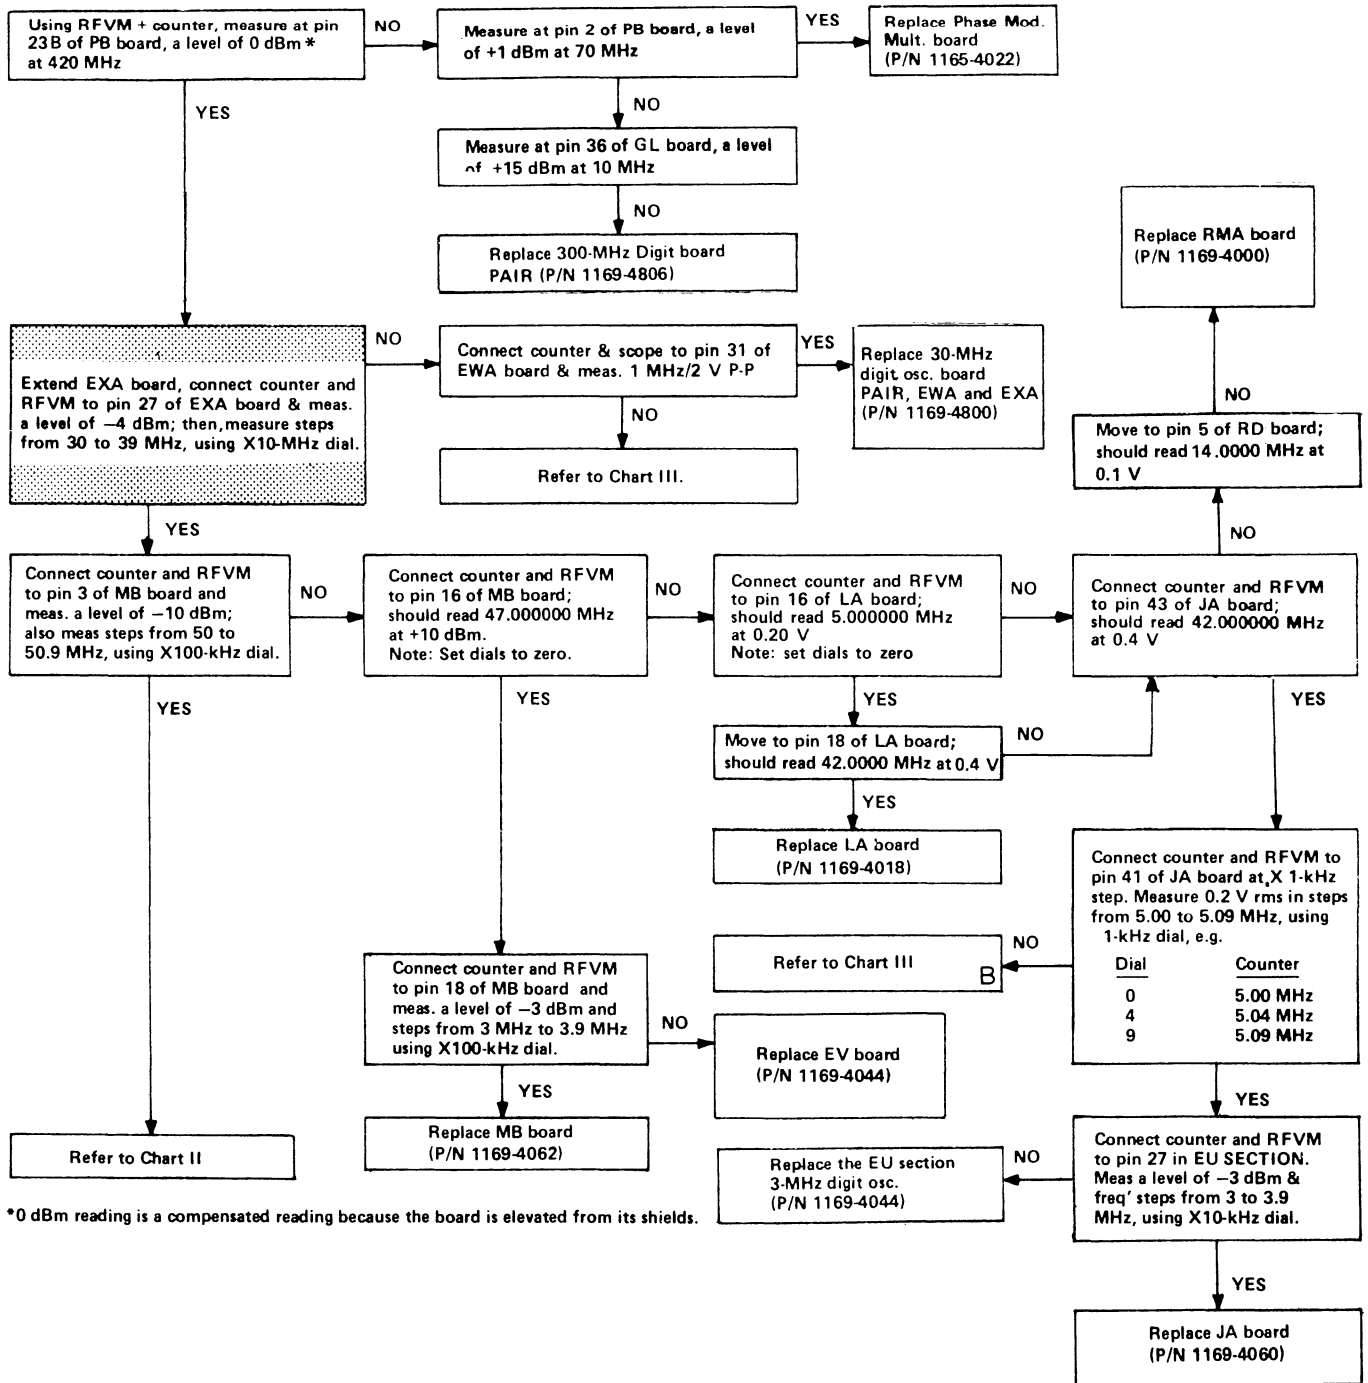 Using RFVM + counter, measure at pin
23B of PB board, a level of 0 dBm *
at 420 MHz
NO
Measure at pin 2 of PB board, a level
of +1 dBm at 70 MHz
YES
Replace Phase Mod.
Mult. board
(P/N 1165-4022)
YES
NO
Measure at pin 36 of GL board, a level
of +15 dBm at 10 MHz
NO
Replace 300-MHz Digit board
PAIR (P/N 1169-4806)
Replace RMA board
(P/N 1169-4000)
NO
Extend EXA board, connect counter and
RFVM to pin 27 of EXA board & meas.
a level of −4 dBm; then, measure steps
from 30 to 39 MHz, using X10-MHz dial.
NO
Connect counter & scope to pin 31 of
EWA board & meas. 1 MHz/2 V P-P
YES
Replace 30-MHz
digit. osc. board
PAIR, EWA and EXA
(P/N 1169-4800)
NO
Refer to Chart III.
Move to pin 5 of RD board;
should read 14.0000 MHz at
0.1 V
NO
YES
Connect counter and RFVM
to pin 3 of MB board and
meas. a level of −10 dBm;
also meas steps from 50 to
50.9 MHz, using X100-kHz dial.
NO
Connect counter and RFVM
to pin 16 of MB board;
should read 47.000000 MHz
at +10 dBm.
Note: Set dials to zero.
NO
Connect counter and RFVM
to pin 16 of LA board;
should read 5.000000 MHz
at 0.20 V
Note: set dials to zero
NO
Connect counter and RFVM
to pin 43 of JA board;
should read 42.000000 MHz
at 0.4 V
YES
YES
YES
YES
Move to pin 18 of LA board;
should read 42.0000 MHz at 0.4 V
NO
YES
Replace LA board
(P/N 1169-4018)
Connect counter and RFVM to
pin 41 of JA board at X 1-kHz
step. Measure 0.2 V rms in steps
from 5.00 to 5.09 MHz, using
1-kHz dial, e.g.
Dial Counter
0 5.00 MHz
4 5.04 MHz
9 5.09 MHz
NO
Refer to Chart III
B
Connect counter and RFVM
to pin 18 of MB board and
meas. a level of −3 dBm and
steps from 3 MHz to 3.9 MHz
using X100-kHz dial.
NO
Replace EV board
(P/N 1169-4044)
YES
Replace MB board
(P/N 1169-4062)
YES
Connect counter and RFVM
to pin 27 in EU SECTION.
Meas a level of −3 dBm &
freq' steps from 3 to 3.9
MHz, using X10-kHz dial.
NO
Replace the EU section
3-MHz digit osc.
(P/N 1169-4044)
Refer to Chart II
*0 dBm reading is a compensated reading because the board is elevated from its shields.
YES
Replace JA board
(P/N 1169-4060)